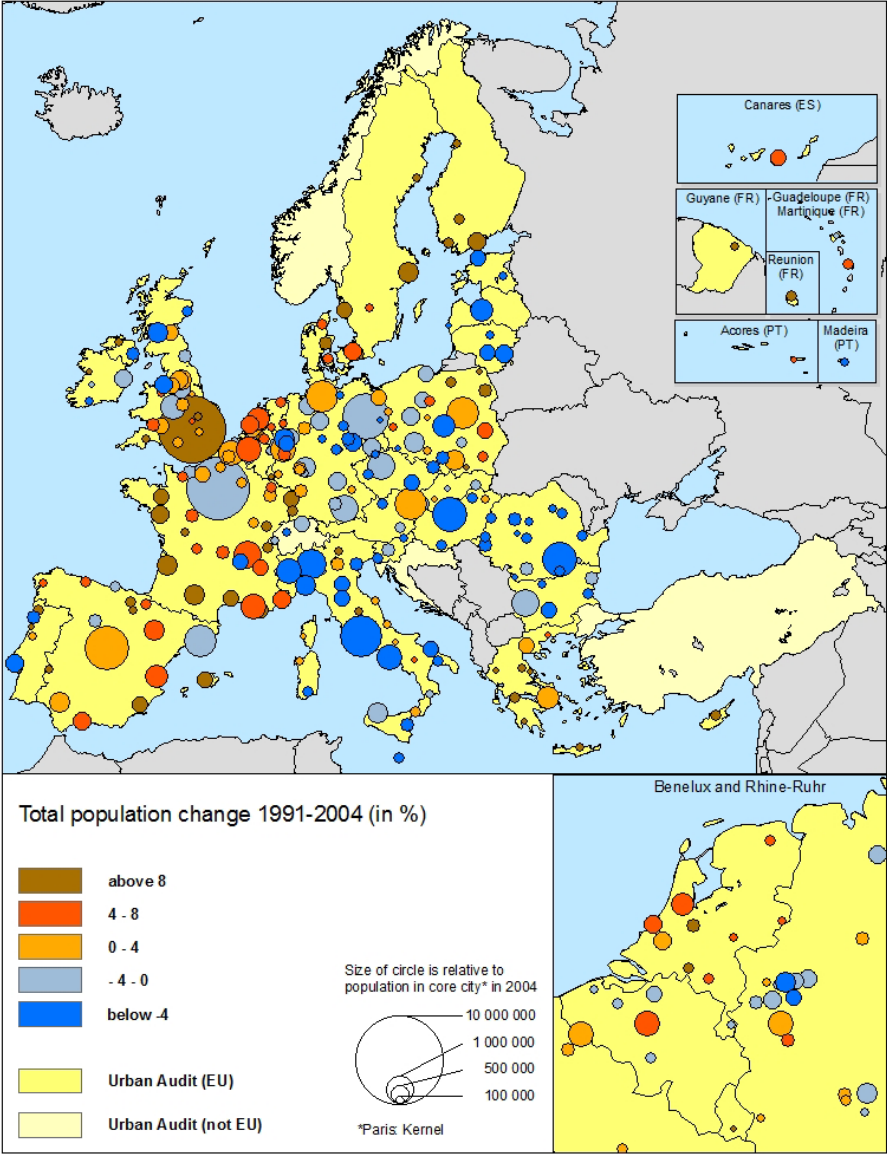 Canares (ES)
Guyane (FR)
Guadeloupe (FR)
Martinique (FR)
Reunion
(FR)
Acores (PT)
Madeira
(PT)
Total population change 1991-2004 (in %)
above 8
4 - 8
0 - 4
- 4 - 0
below -4
Urban Audit (EU)
Urban Audit (not EU)
Size of circle is relative to
population in core city* in 2004
10 000 000
1 000 000
500 000
100 000
*Paris: Kernel
Benelux and Rhine-Ruhr